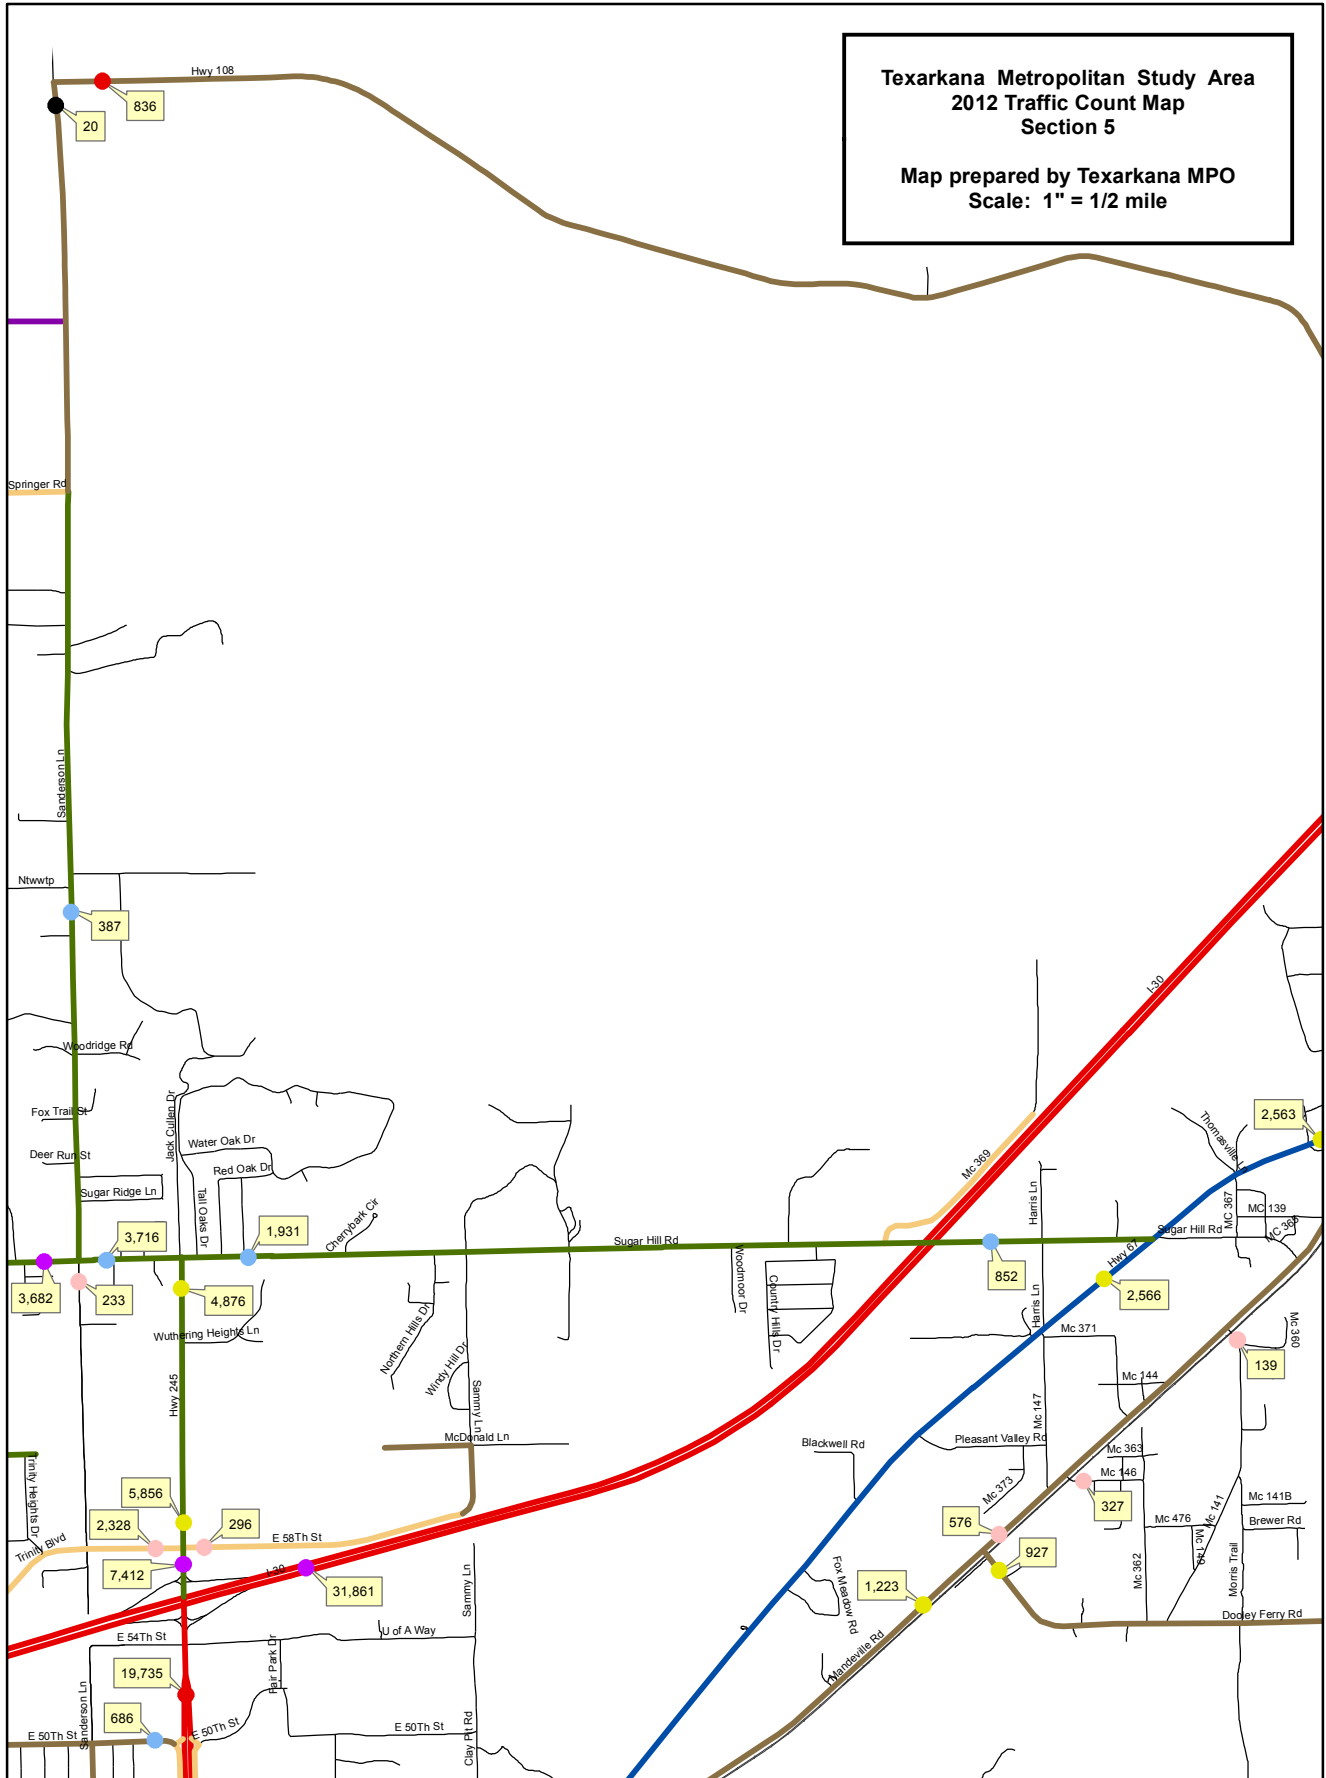 Texarkana Metropolitan Study Area
2012 Traffic Count Map
Section 5
Map prepared by Texarkana MPO
Scale: 1" = 1/2 mile
Hwy 108
836
20
Springer Rd
Sanderson Ln
Ntwwtp
387
I-30
Woodridge Rd
Fox Trail St
Jack Cullen Dr
Water Oak Dr
Deer Run St
Red Oak Dr
Sugar Ridge Ln
Tall Oaks Dr
Cherrybark Cir
Mc 369
Harris Ln
Thomasville Ln
2,563
MC 367
MC 139
MC 365
3,716
1,931
Sugar Hill Rd
Sugar Hill Rd
3,682
233
4,876
852
Hwy 67
2,566
Woodmoor Dr
Country Hills Dr
Harris Ln
Wuthering Heights Ln
Northern Hills Dr
Windy Hill Dr
Mc 371
Mc 360
139
Hwy 245
Sammy Ln
Mc 144
Mc 147
McDonald Ln
Blackwell Rd
Pleasant Valley Rd
Mc 363
Trinity Heights Dr
Mc 373
Mc 146
327
Mc 141
Mc 141B
5,856
2,328
296
E 58Th St
576
Mc 476
Mc 149
Brewer Rd
Trinity Blvd
7,412
I-30
31,861
Sammy Ln
927
Mc 362
Morris Trail
Fox Meadow Rd
1,223
Dooley Ferry Rd
E 54Th St
U of A Way
Fair Park Dr
Mandeville Rd
19,735
Sanderson Ln
686
E 50Th St
E 50Th St
E 50Th St
Clay Pit Rd